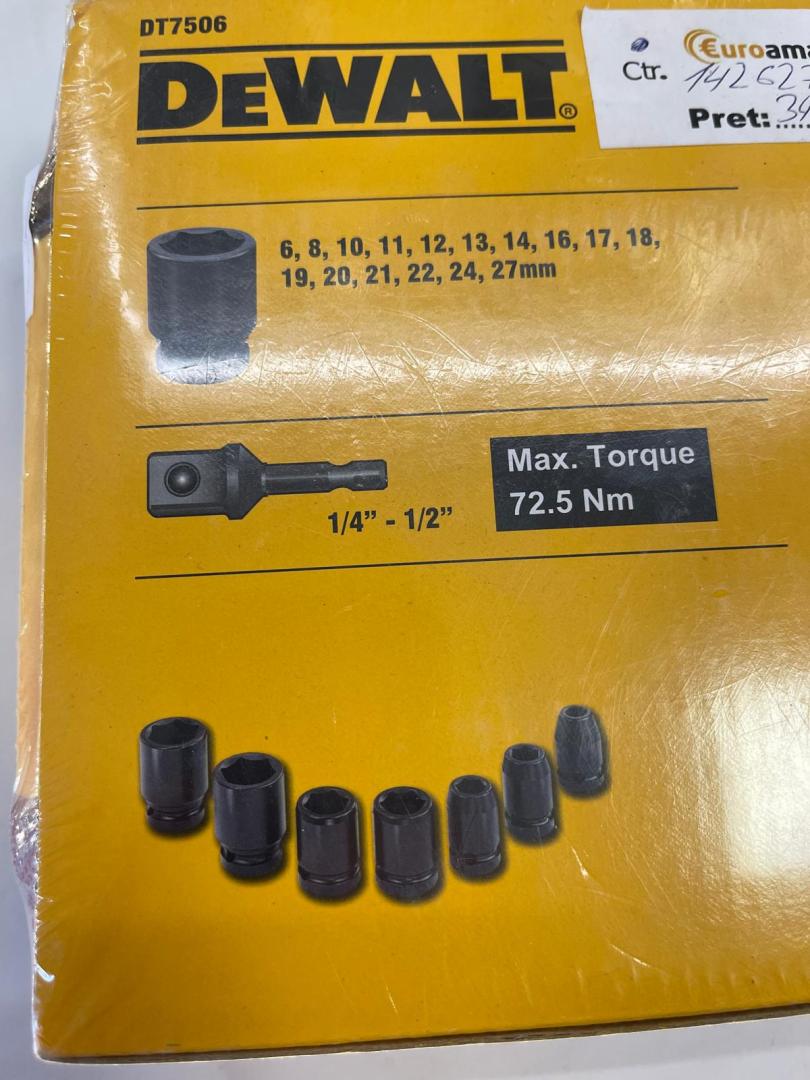 DT7506
DEWALT®
€uroama
Ctr.
Pret:
6, 8, 10, 11, 12, 13, 14, 16, 17, 18,
19, 20, 21, 22, 24, 27mm
1/4” - 1/2”
Max. Torque
72.5 Nm